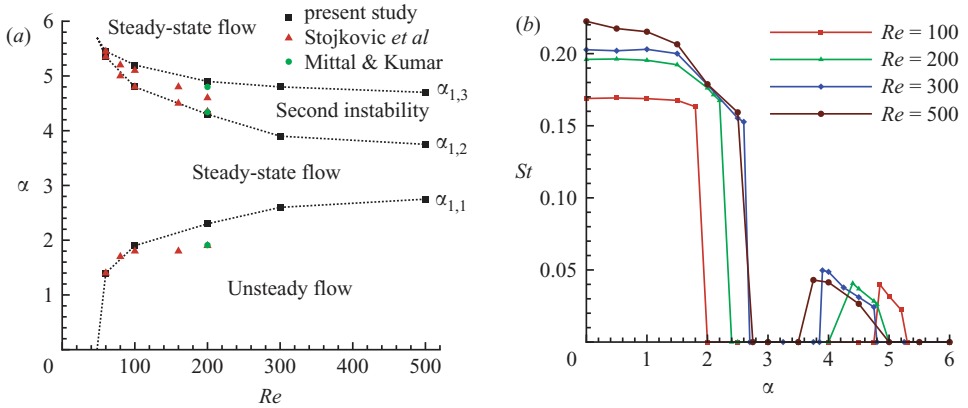 (a)
Steady-state flow
present study
Stojkovic et al
Mittal & Kumar
α1,3
Second instability
α1,2
Steady-state flow
α1,1
Unsteady flow
α
6
5
4
3
2
1
0
100
200
300
400
500
Re
(b)
Re = 100
Re = 200
Re = 300
Re = 500
St
0.20
0.15
0.10
0.05
0
1
2
3
4
5
6
α